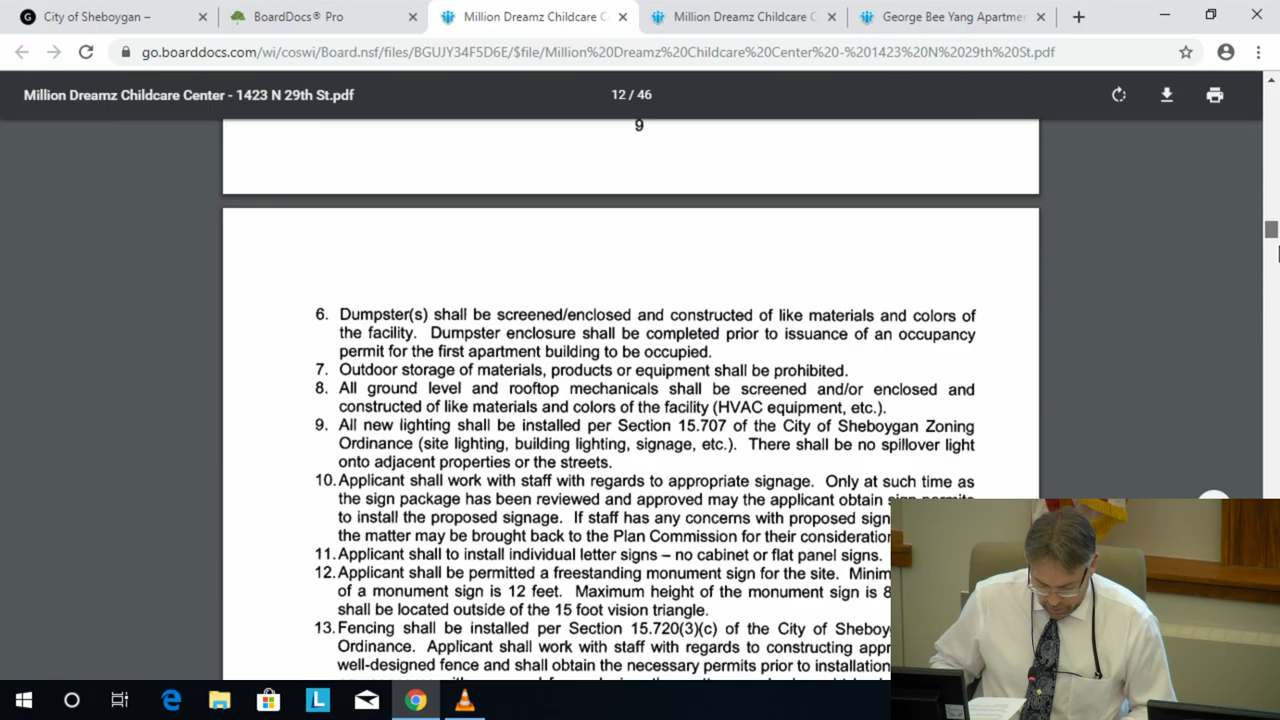 City of Sheboygan –
BoardDocs® Pro
Million Dreamz Childcare C
Million Dreamz Childcare C
George Bee Yang Apartmen
go.boarddocs.com/wi/coswi/Board.nsf/files/BGUJY34F5D6E/$file/Million%20Dreamz%20Childcare%20Center%20-%201423%20N%2029th%20St.pdf
Million Dreamz Childcare Center - 1423 N 29th St.pdf
12 / 46
9
6. Dumpster(s) shall be screened/enclosed and constructed of like materials and colors of
the facility. Dumpster enclosure shall be completed prior to issuance of an occupancy
permit for the first apartment building to be occupied.
7. Outdoor storage of materials, products or equipment shall be prohibited.
8. All ground level and rooftop mechanicals shall be screened and/or enclosed and
constructed of like materials and colors of the facility (HVAC equipment, etc.).
9. All new lighting shall be installed per Section 15.707 of the City of Sheboygan Zoning
Ordinance (site lighting, building lighting, signage, etc.). There shall be no spillover light
onto adjacent properties or the streets.
10. Applicant shall work with staff with regards to appropriate signage. Only at such time as
the sign package has been reviewed and approved may the applicant obtain sign permits
to install the proposed signage. If staff has any concerns with proposed sign
the matter may be brought back to the Plan Commission for their consideration
11. Applicant shall to install individual letter signs – no cabinet or flat panel signs.
12. Applicant shall be permitted a freestanding monument sign for the site. Minim
of a monument sign is 12 feet. Maximum height of the monument sign is 8
shall be located outside of the 15 foot vision triangle.
13. Fencing shall be installed per Section 15.720(3)(c) of the City of Sheboy
Ordinance. Applicant shall work with staff with regards to constructing appr
well-designed fence and shall obtain the necessary permits prior to installation